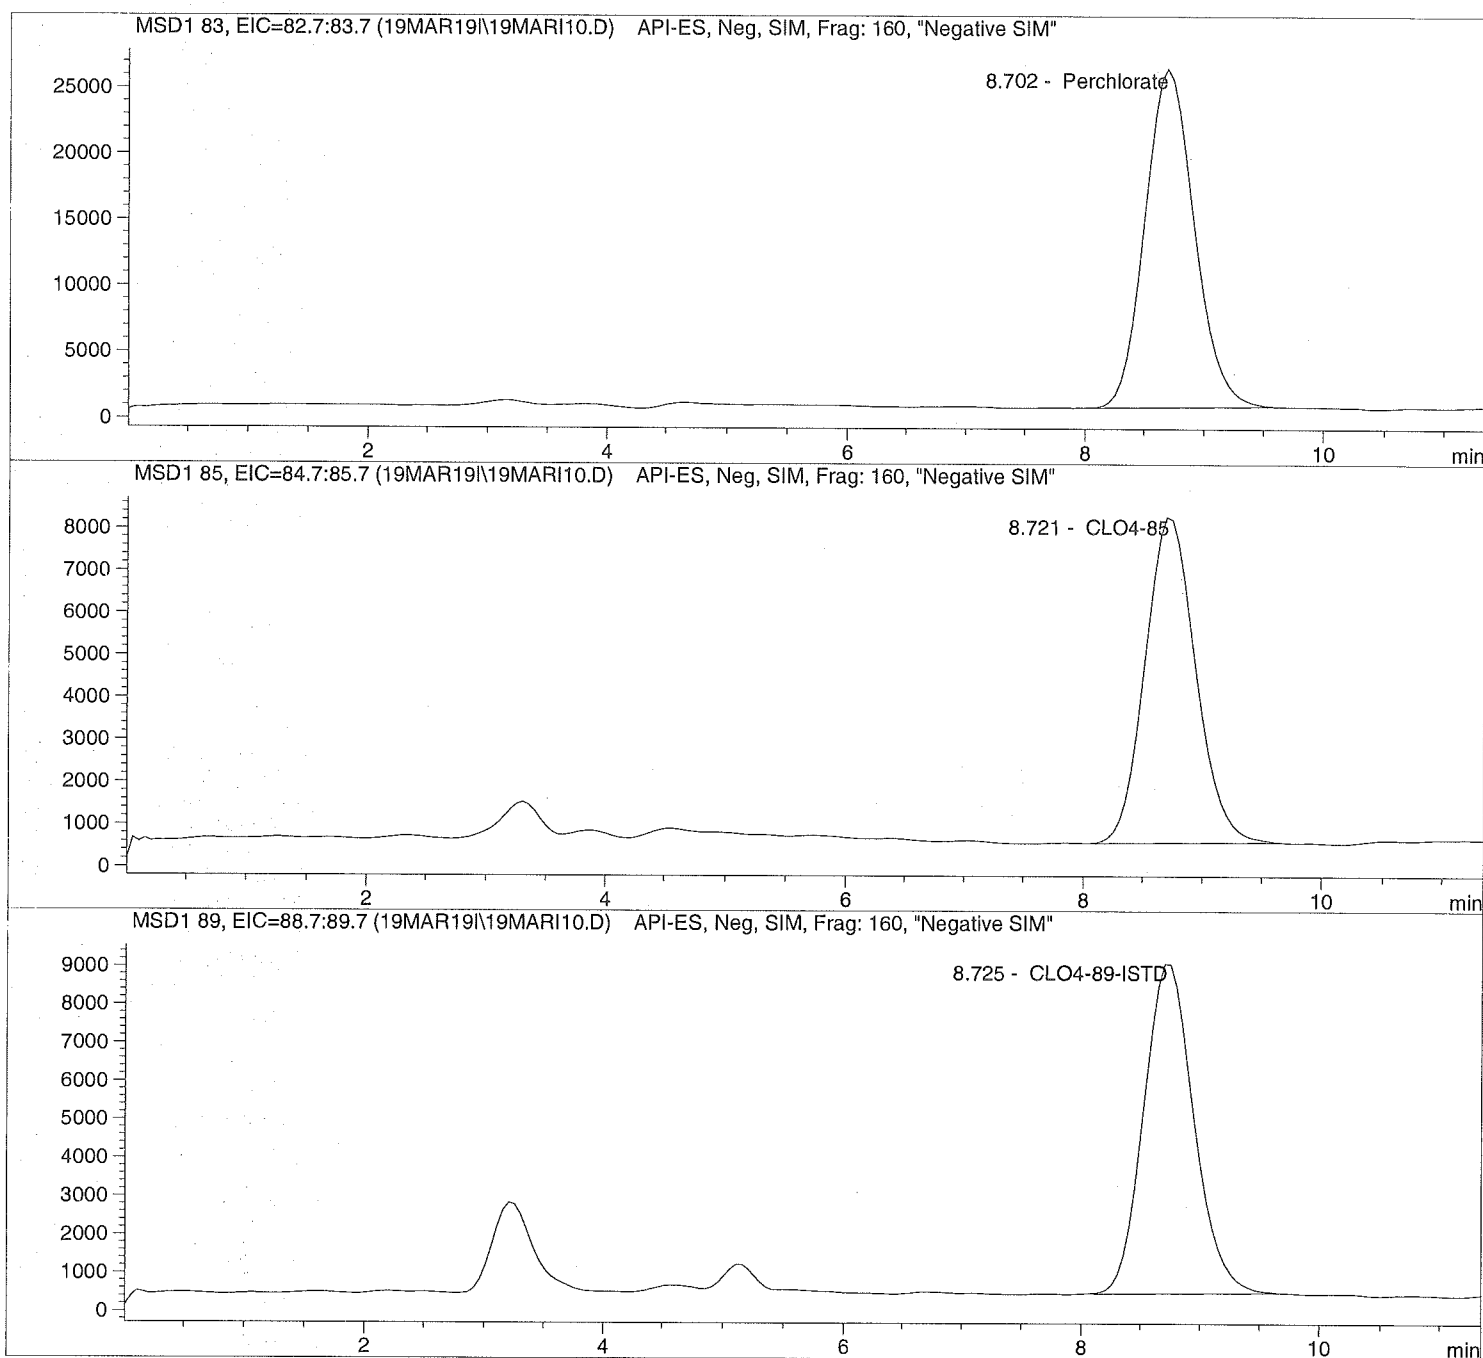 MSD1 83, EIC=82.7:83.7 (19MAR19I\19MARI10.D) API-ES, Neg, SIM, Frag: 160, "Negative SIM"
8.702 - Perchlorate
25000
20000
15000
10000
5000
0
2 4 6 8 10 min
MSD1 85, EIC=84.7:85.7 (19MAR19I\19MARI10.D) API-ES, Neg, SIM, Frag: 160, "Negative SIM"
8.721 - CLO4-85
8000
7000
6000
5000
4000
3000
2000
1000
0
2 4 6 8 10 min
MSD1 89, EIC=88.7:89.7 (19MAR19I\19MARI10.D) API-ES, Neg, SIM, Frag: 160, "Negative SIM"
8.725 - CLO4-89-ISTD
9000
8000
7000
6000
5000
4000
3000
2000
1000
0
2 4 6 8 10 min